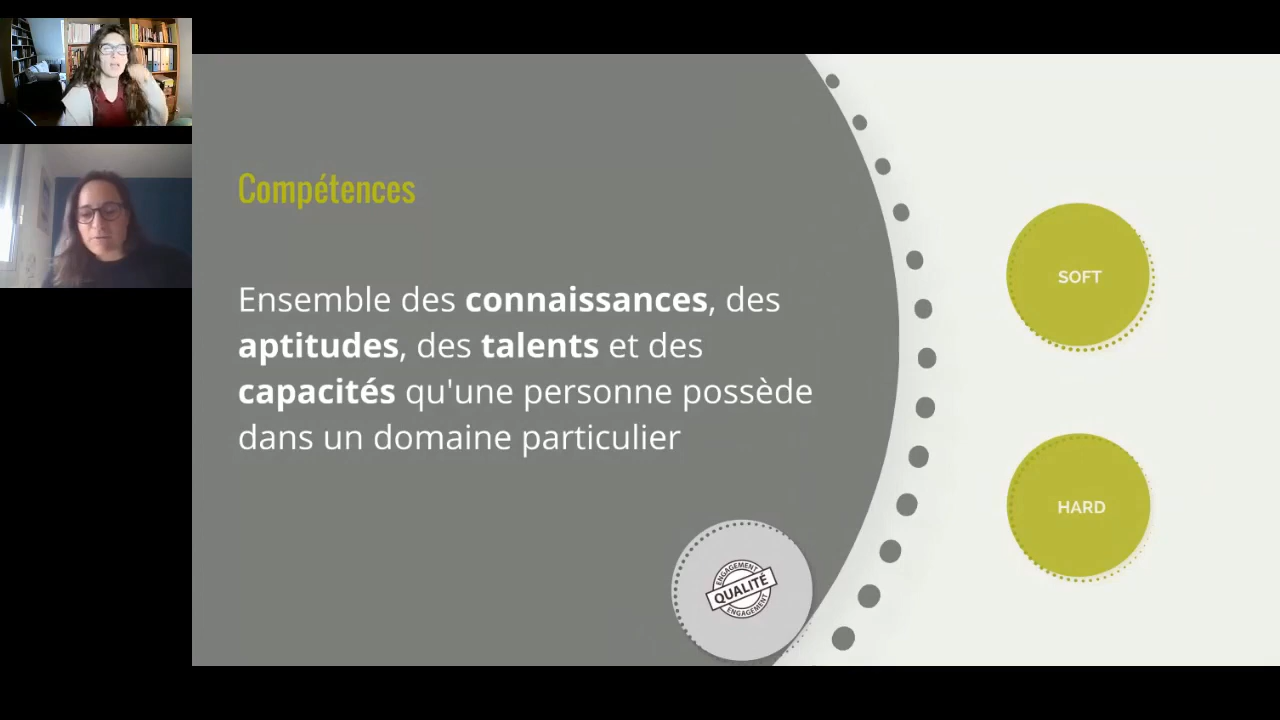 Compétences
Ensemble des connaissances, des
aptitudes, des talents et des
capacités qu'une personne possède
dans un domaine particulier
SOFT
HARD
ENGAGEMENT
QUALITÉ
ENGAGEMENT